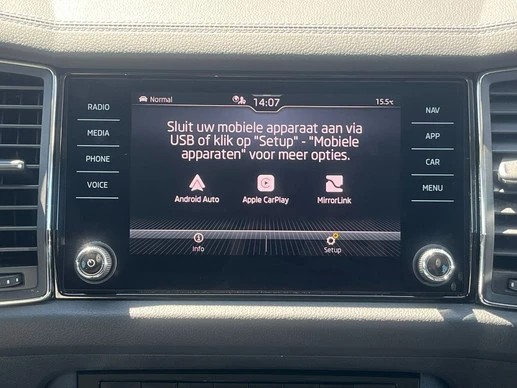 RADIO
MEDIA
PHONE
VOICE
Normal
14:07
15.5°C
Sluit uw mobiele apparaat aan via
USB of klik op "Setup" - "Mobiele
apparaten" voor meer opties.
Android Auto
Apple CarPlay
MirrorLink
Info
Setup
NAV
APP
CAR
MENU